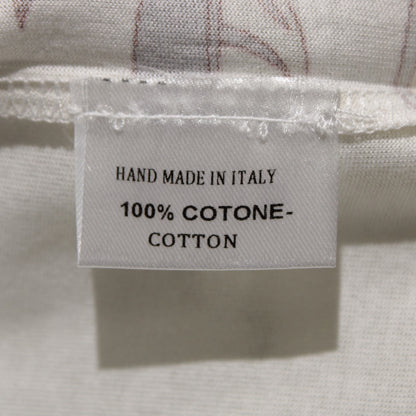 HAND MADE IN ITALY
100% COTONE-
COTTON